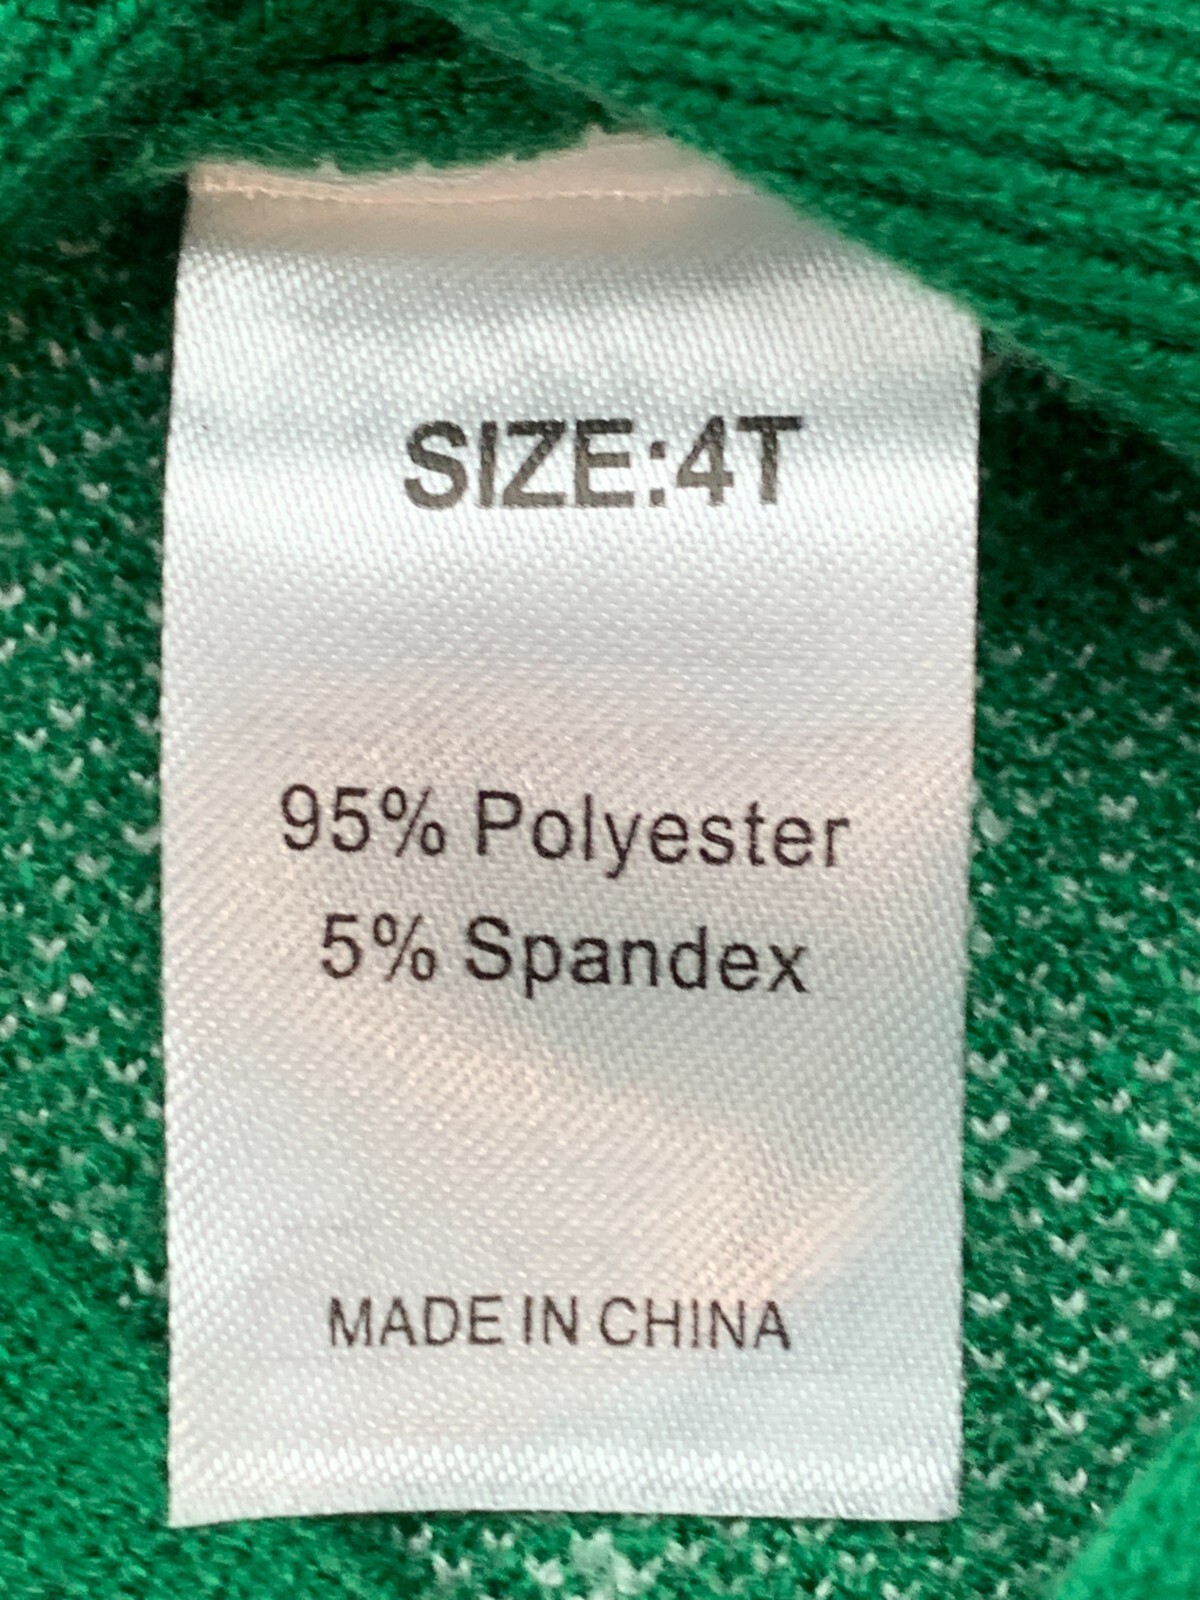 SIZE:4T
95% Polyester
5% Spandex
MADE IN CHINA